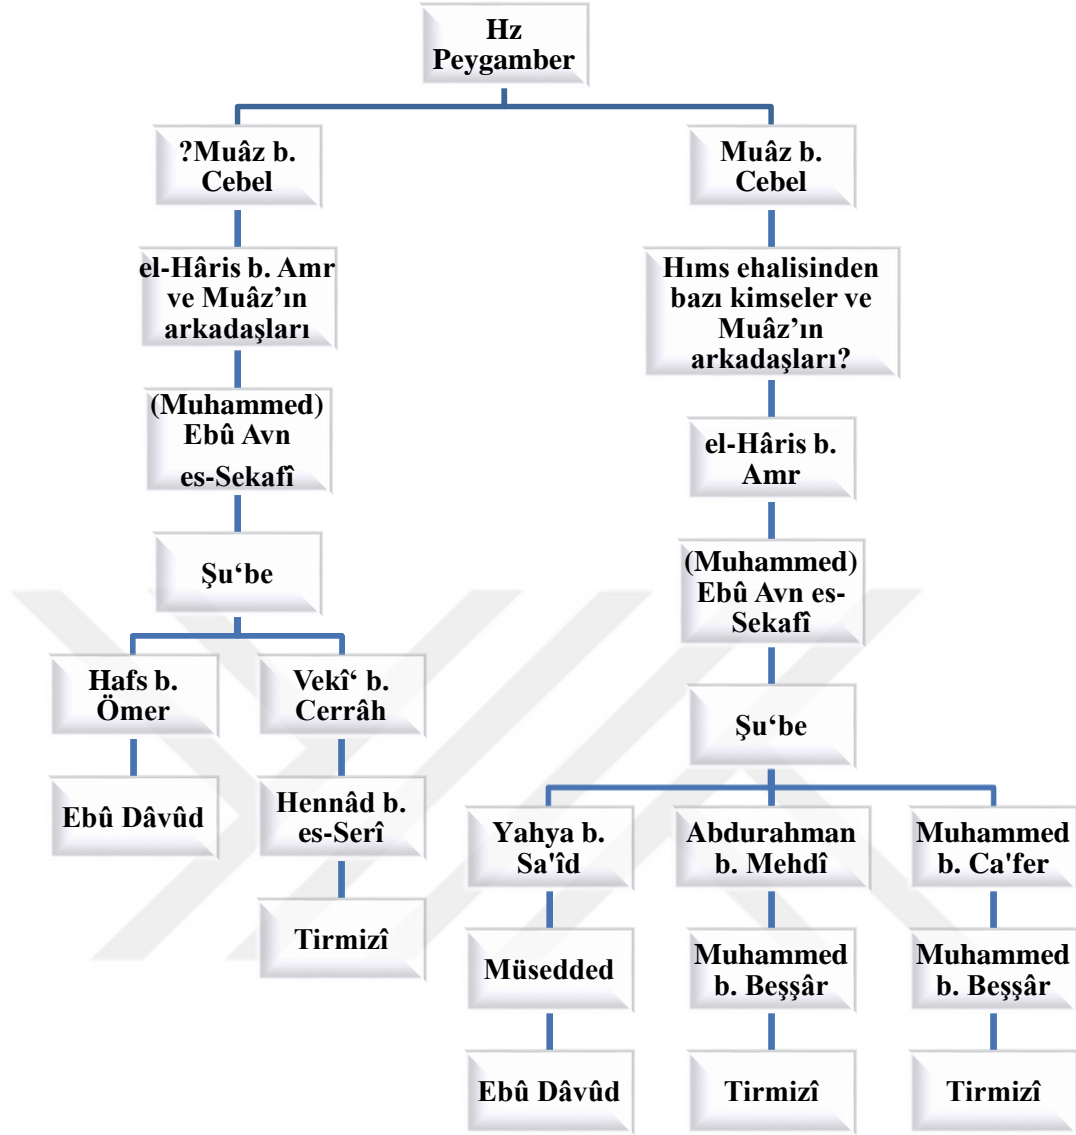 Hz
Peygamber
?Muâz b.
Cebel
Muâz b.
Cebel
el-Hâris b. Amr
ve Muâz’ın
arkadaşları
Hıms ehalisinden
bazı kimseler ve
Muâz’ın
arkadaşları?
(Muhammed)
Ebû Avn
es-Sekafî
el-Hâris b.
Amr
Şu‘be
(Muhammed)
Ebû Avn es-
Sekafî
Hafs b.
Ömer
Vekî‘ b.
Cerrâh
Şu‘be
Ebû Dâvûd
Hennâd b.
es-Serî
Yahya b.
Sa'îd
Abdurahman
b. Mehdî
Muhammed
b. Ca'fer
Tirmizî
Müsedded
Muhammed
b. Beşşâr
Muhammed
b. Beşşâr
Ebû Dâvûd
Tirmizî
Tirmizî